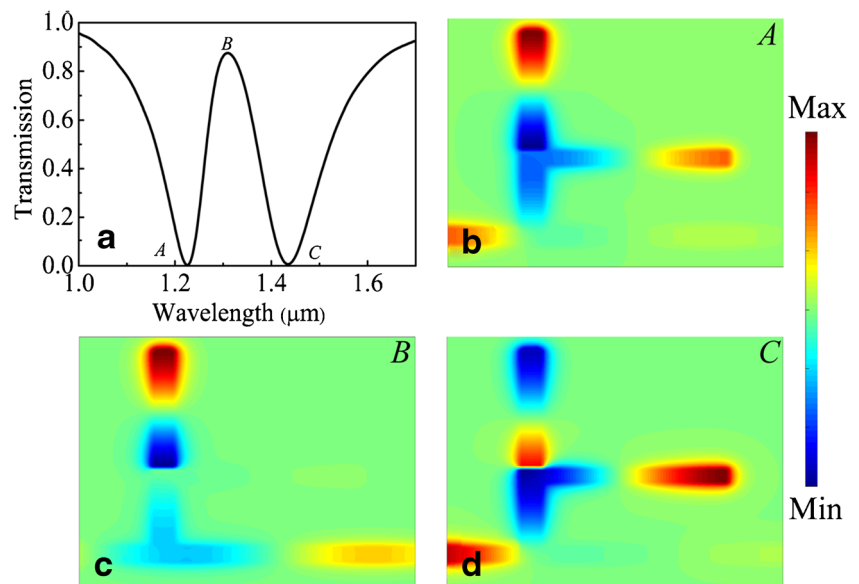 1.0
0.8
0.6
0.4
0.2
0.0
Transmission
A
B
C
a
1.0 1.2 1.4 1.6
Wavelength (μm)
A
b
Max
Min
B
c
C
d